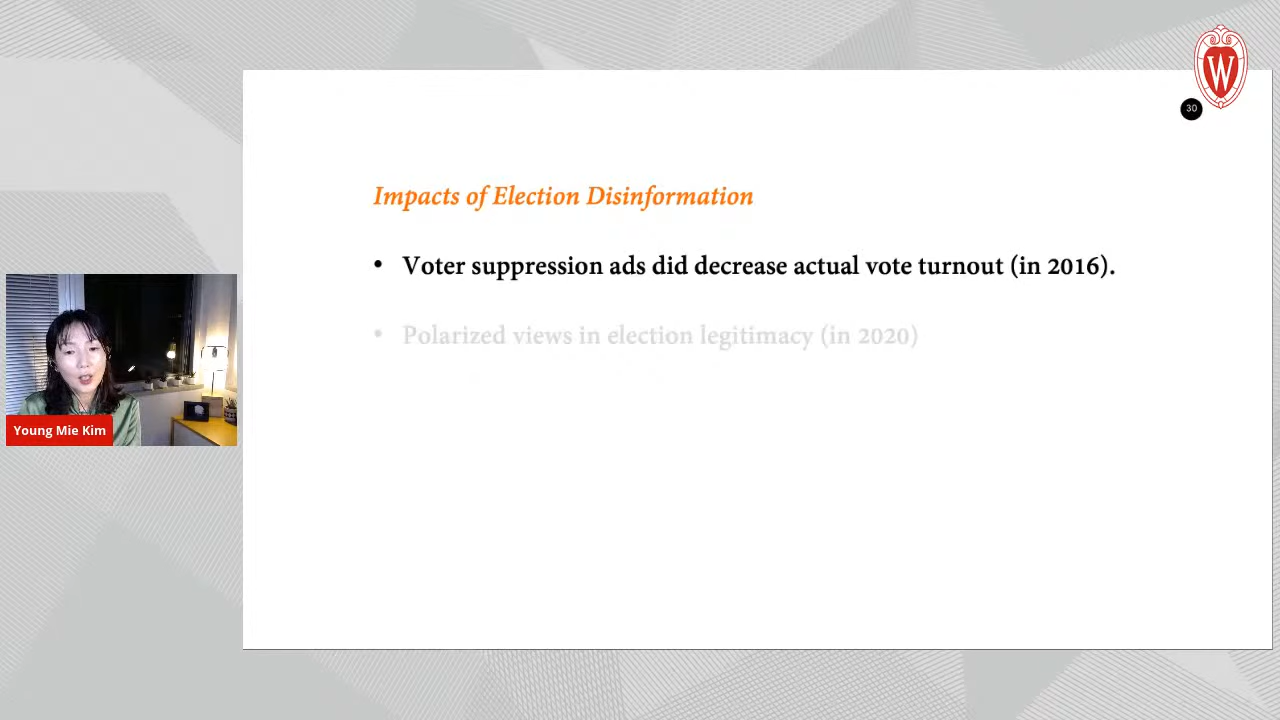 W
30
Impacts of Election Disinformation
• Voter suppression ads did decrease actual vote turnout (in 2016).
• Polarized views in election legitimacy (in 2020)
Young Mie Kim